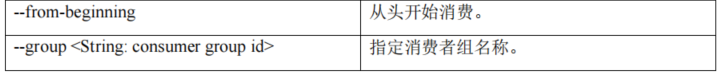 --from-beginning 从头开始消费。
--group <String: consumer group id> 指定消费者组名称。